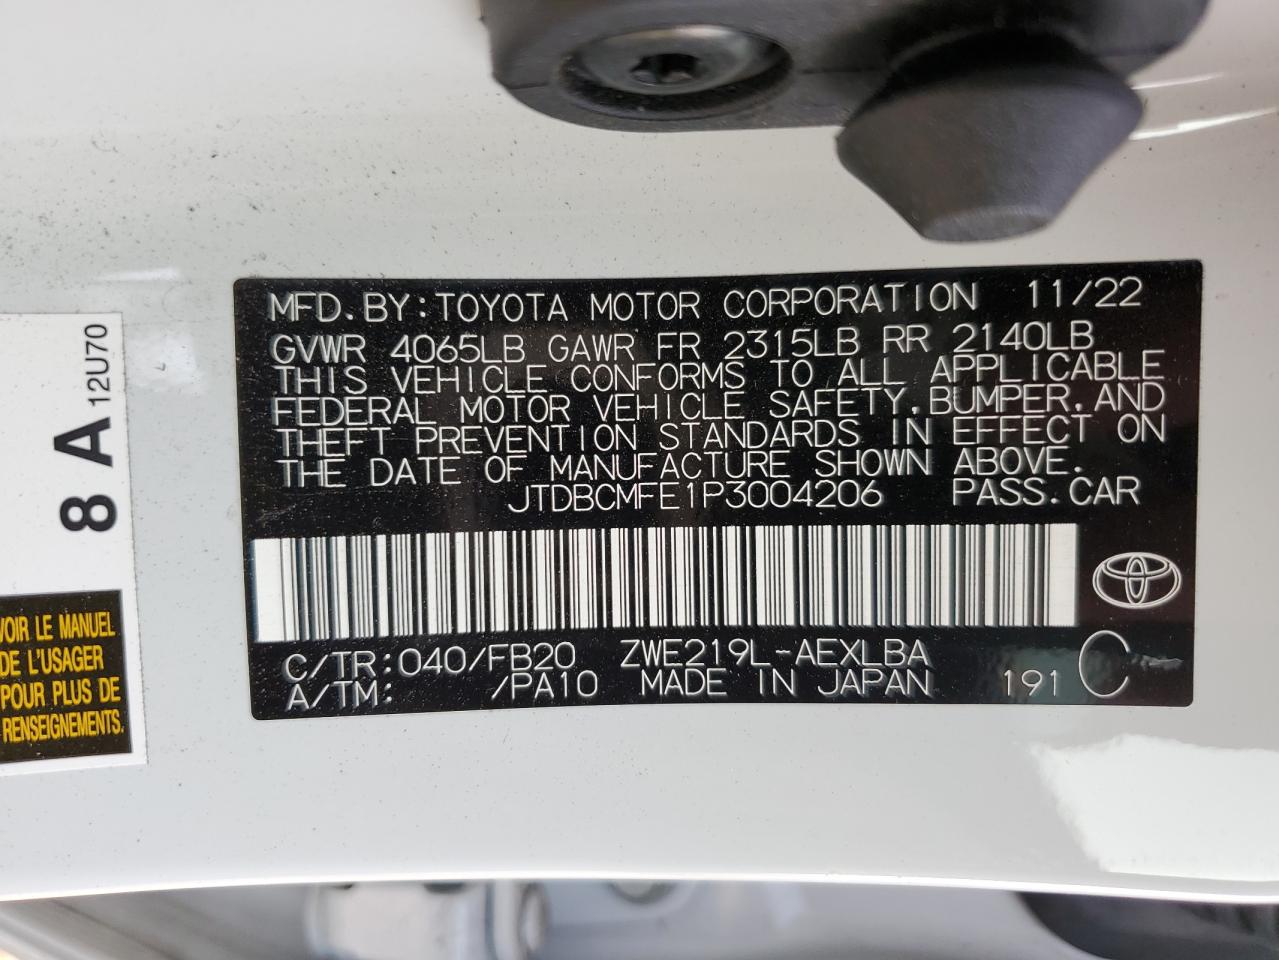 MFD.BY:TOYOTA MOTOR CORPORATION 11/22
GVWR 4065LB GAWR FR 2315LB RR 2140LB
THIS VEHICLE CONFORMS TO ALL APPLICABLE
FEDERAL MOTOR VEHICLE SAFETY,BUMPER,AND
THEFT PREVENTION STANDARDS IN EFFECT ON
THE DATE OF MANUFACTURE SHOWN ABOVE.
JTDBCMFE1P3004206 PASS.CAR
C/TR:040/FB20 ZWE219L-AEXLBA
A/TM: /PA10 MADE IN JAPAN 191 C
8 A 12U70
VOIR LE MANUEL
DE L'USAGER
POUR PLUS DE
RENSEIGNEMENTS.